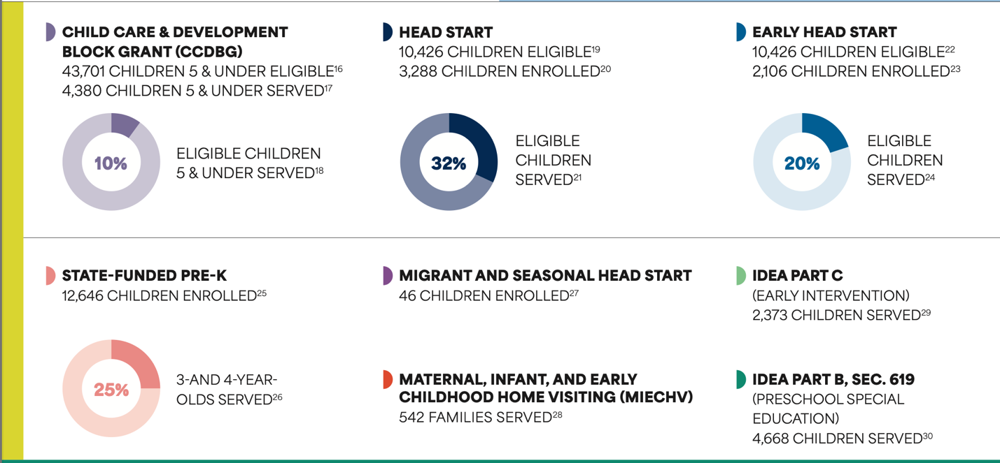 CHILD CARE & DEVELOPMENT
BLOCK GRANT (CCDBG)
43,701 CHILDREN 5 & UNDER ELIGIBLE16
4,380 CHILDREN 5 & UNDER SERVED17
10%
ELIGIBLE CHILDREN
5 & UNDER SERVED18
HEAD START
10,426 CHILDREN ELIGIBLE19
3,288 CHILDREN ENROLLED20
32%
ELIGIBLE
CHILDREN
SERVED21
EARLY HEAD START
10,426 CHILDREN ELIGIBLE22
2,106 CHILDREN ENROLLED23
20%
ELIGIBLE
CHILDREN
SERVED24
STATE-FUNDED PRE-K
12,646 CHILDREN ENROLLED25
25%
3-AND 4-YEAR-
OLDS SERVED26
MIGRANT AND SEASONAL HEAD START
46 CHILDREN ENROLLED27
MATERNAL, INFANT, AND EARLY
CHILDHOOD HOME VISITING (MIECHV)
542 FAMILIES SERVED28
IDEA PART C
(EARLY INTERVENTION)
2,373 CHILDREN SERVED29
IDEA PART B, SEC. 619
(PRESCHOOL SPECIAL
EDUCATION)
4,668 CHILDREN SERVED30